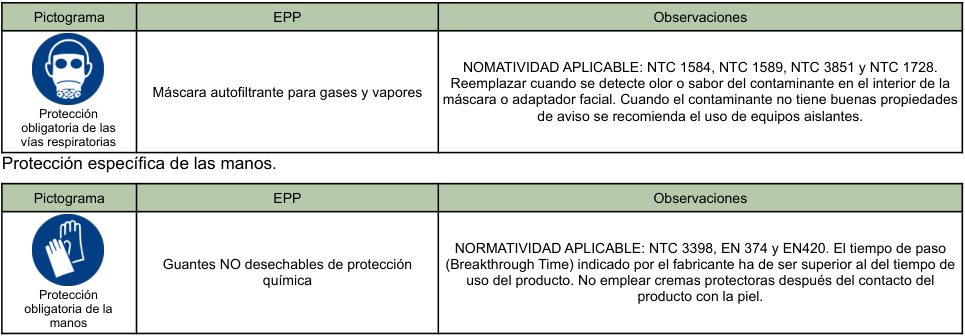 Pictograma EPP Observaciones
Protección
obligatoria de las
vías respiratorias
Máscara autofiltrante para gases y vapores
NOMATIVIDAD APLICABLE: NTC 1584, NTC 1589, NTC 3851 y NTC 1728.
Reemplazar cuando se detecte olor o sabor del contaminante en el interior de la
máscara o adaptador facial. Cuando el contaminante no tiene buenas propiedades
de aviso se recomienda el uso de equipos aislantes.
Protección específica de las manos.
Pictograma EPP Observaciones
Protección
obligatoria de la
manos
Guantes NO desechables de protección
química
NORMATIVIDAD APLICABLE: NTC 3398, EN 374 y EN420. El tiempo de paso
(Breakthrough Time) indicado por el fabricante ha de ser superior al del tiempo de
uso del producto. No emplear cremas protectoras después del contacto del
producto con la piel.